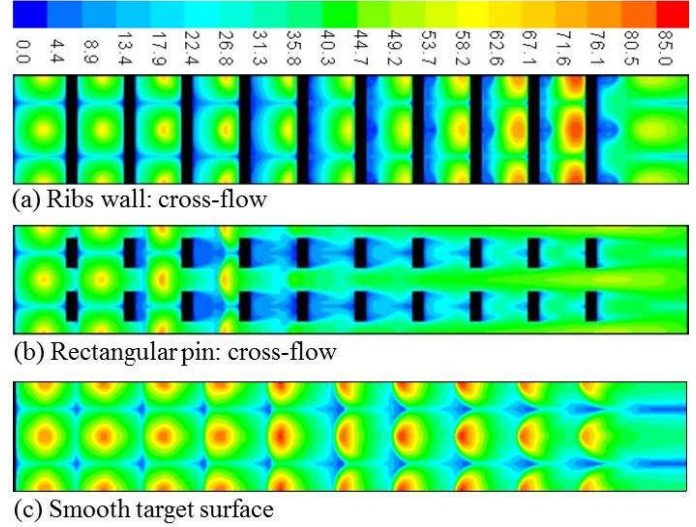 0.0 4.4 8.9 13.4 17.9 22.4 26.8 31.3 35.8 40.3 44.7 49.2 53.7 58.2 62.6 67.1 71.6 76.1 80.5 85.0
(a) Ribs wall: cross-flow
(b) Rectangular pin: cross-flow
(c) Smooth target surface